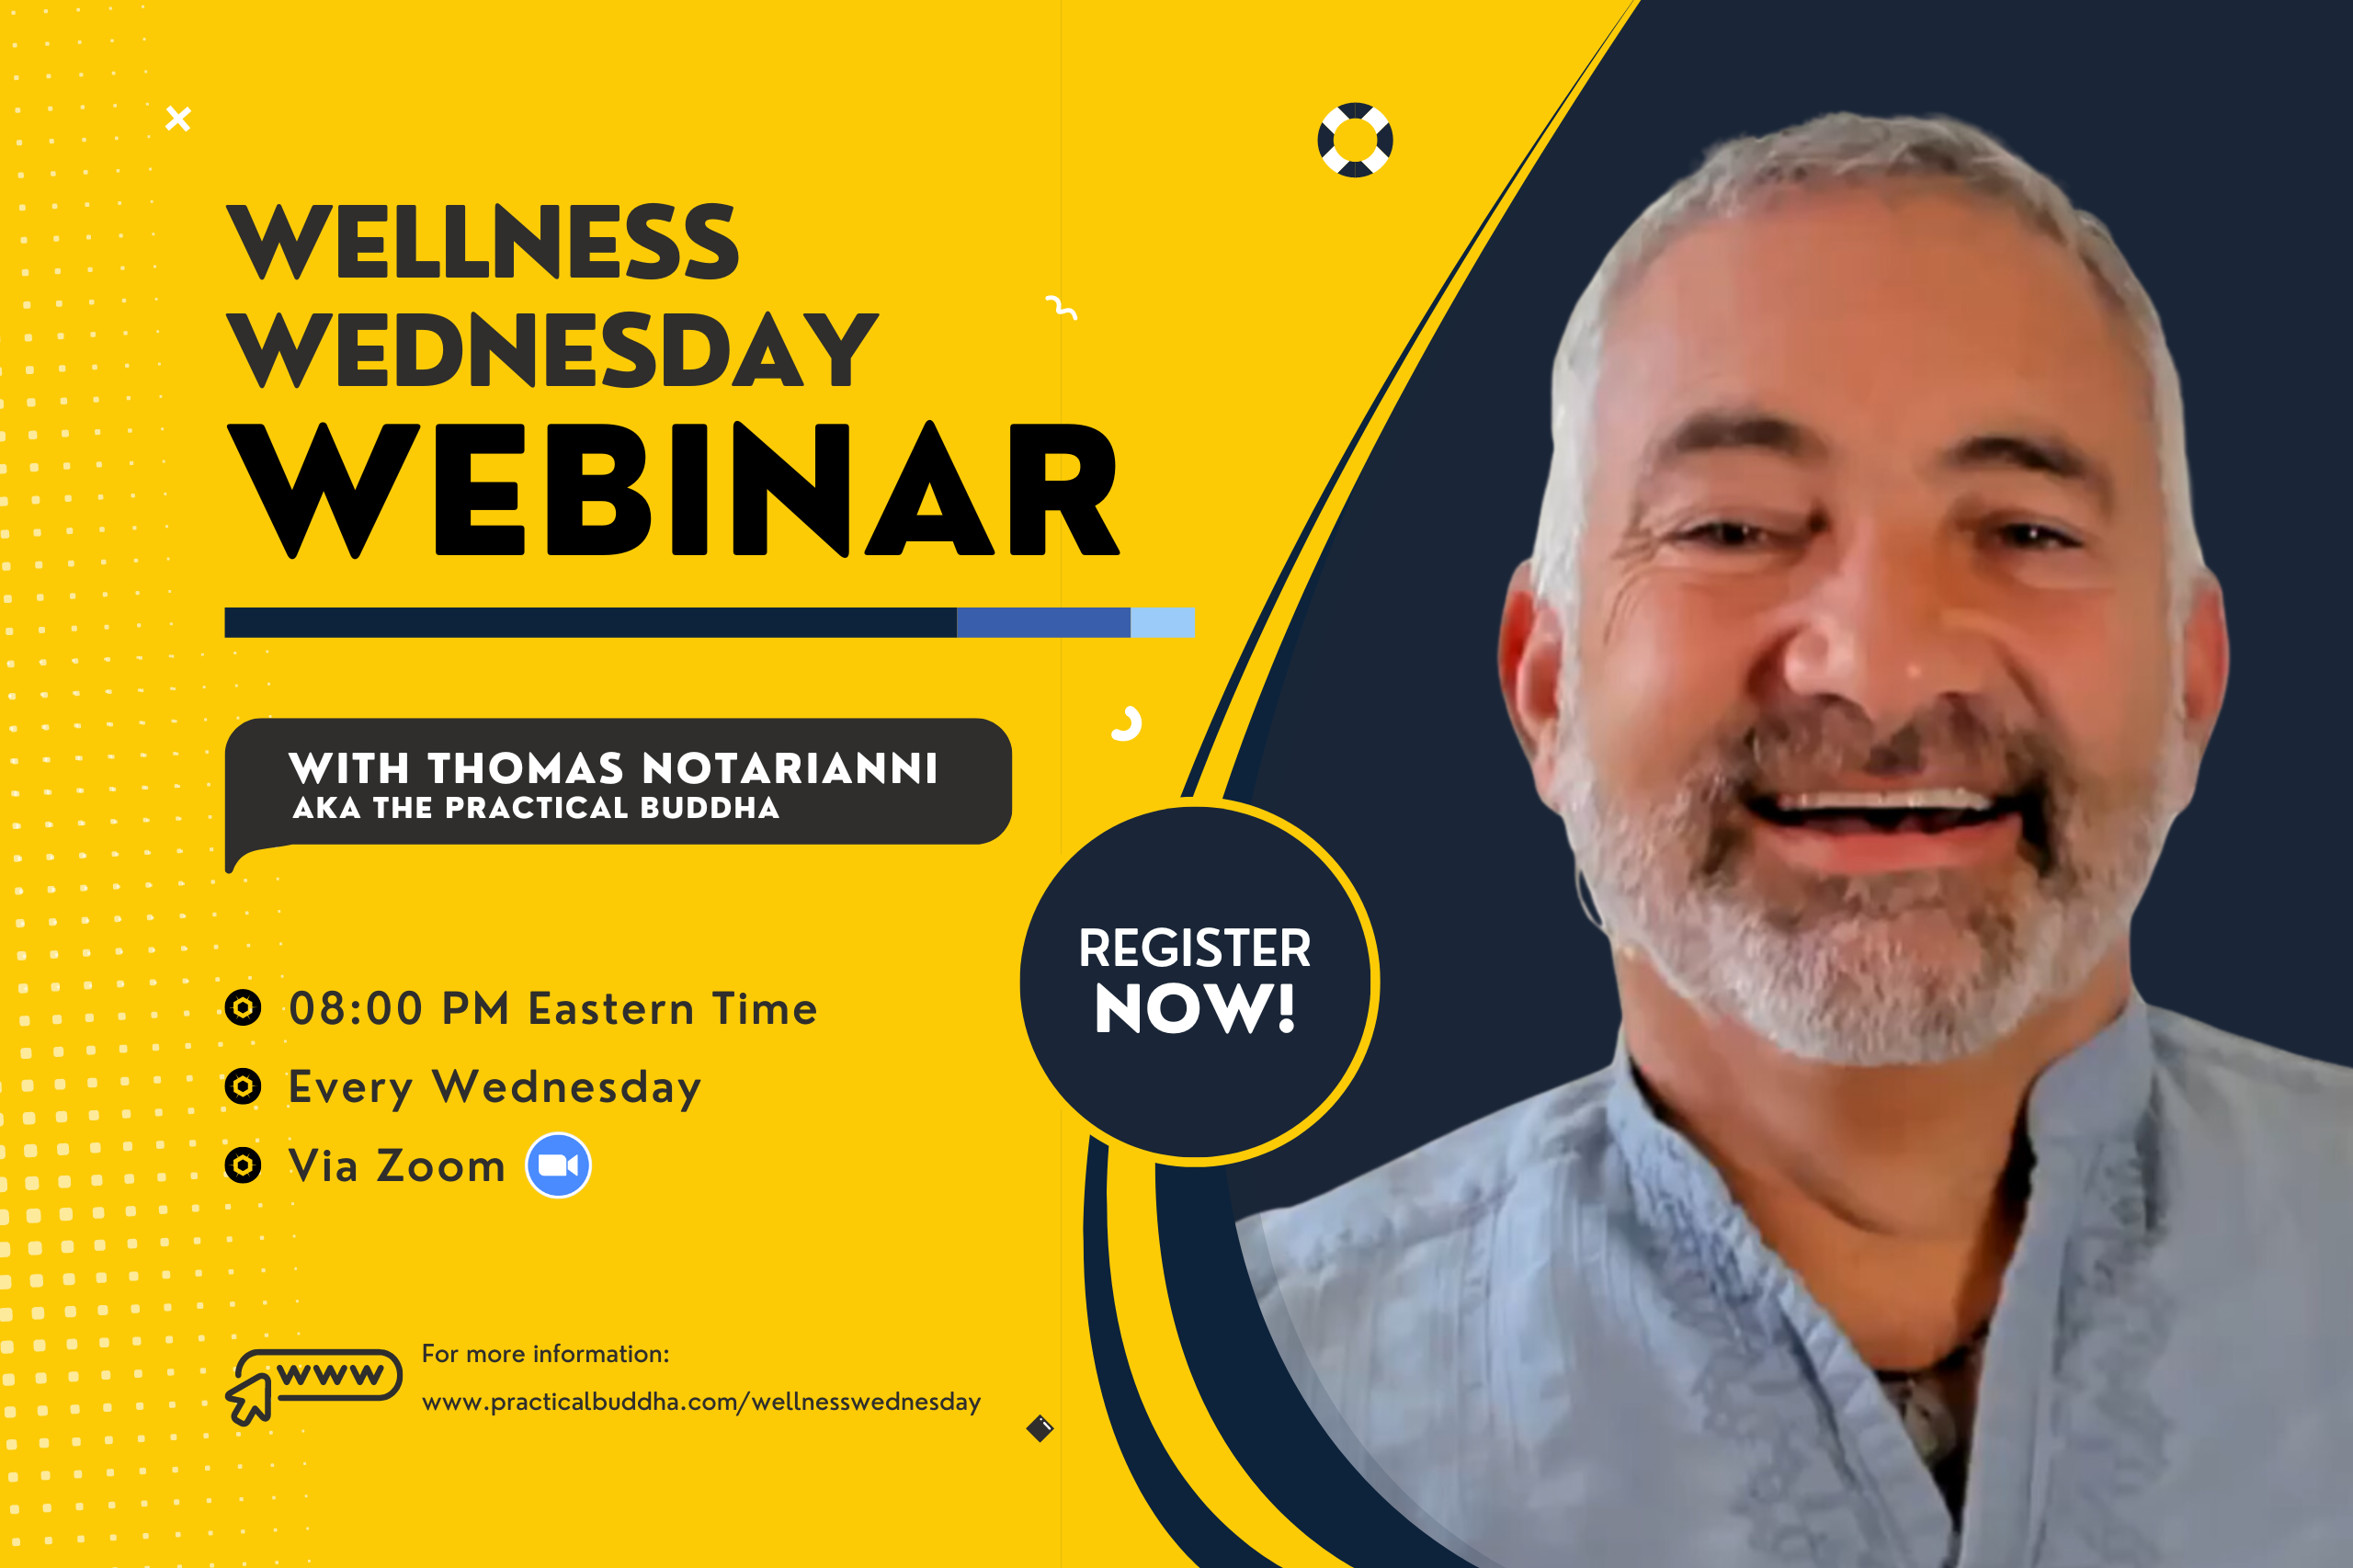 WELLNESS
WEDNESDAY
WEBINAR
WITH THOMAS NOTARIANNI
AKA THE PRACTICAL BUDDHA
REGISTER
NOW!
08:00 PM Eastern Time
Every Wednesday
Via Zoom
WWW
For more information:
www.practicalbuddha.com/wellnesswednesday